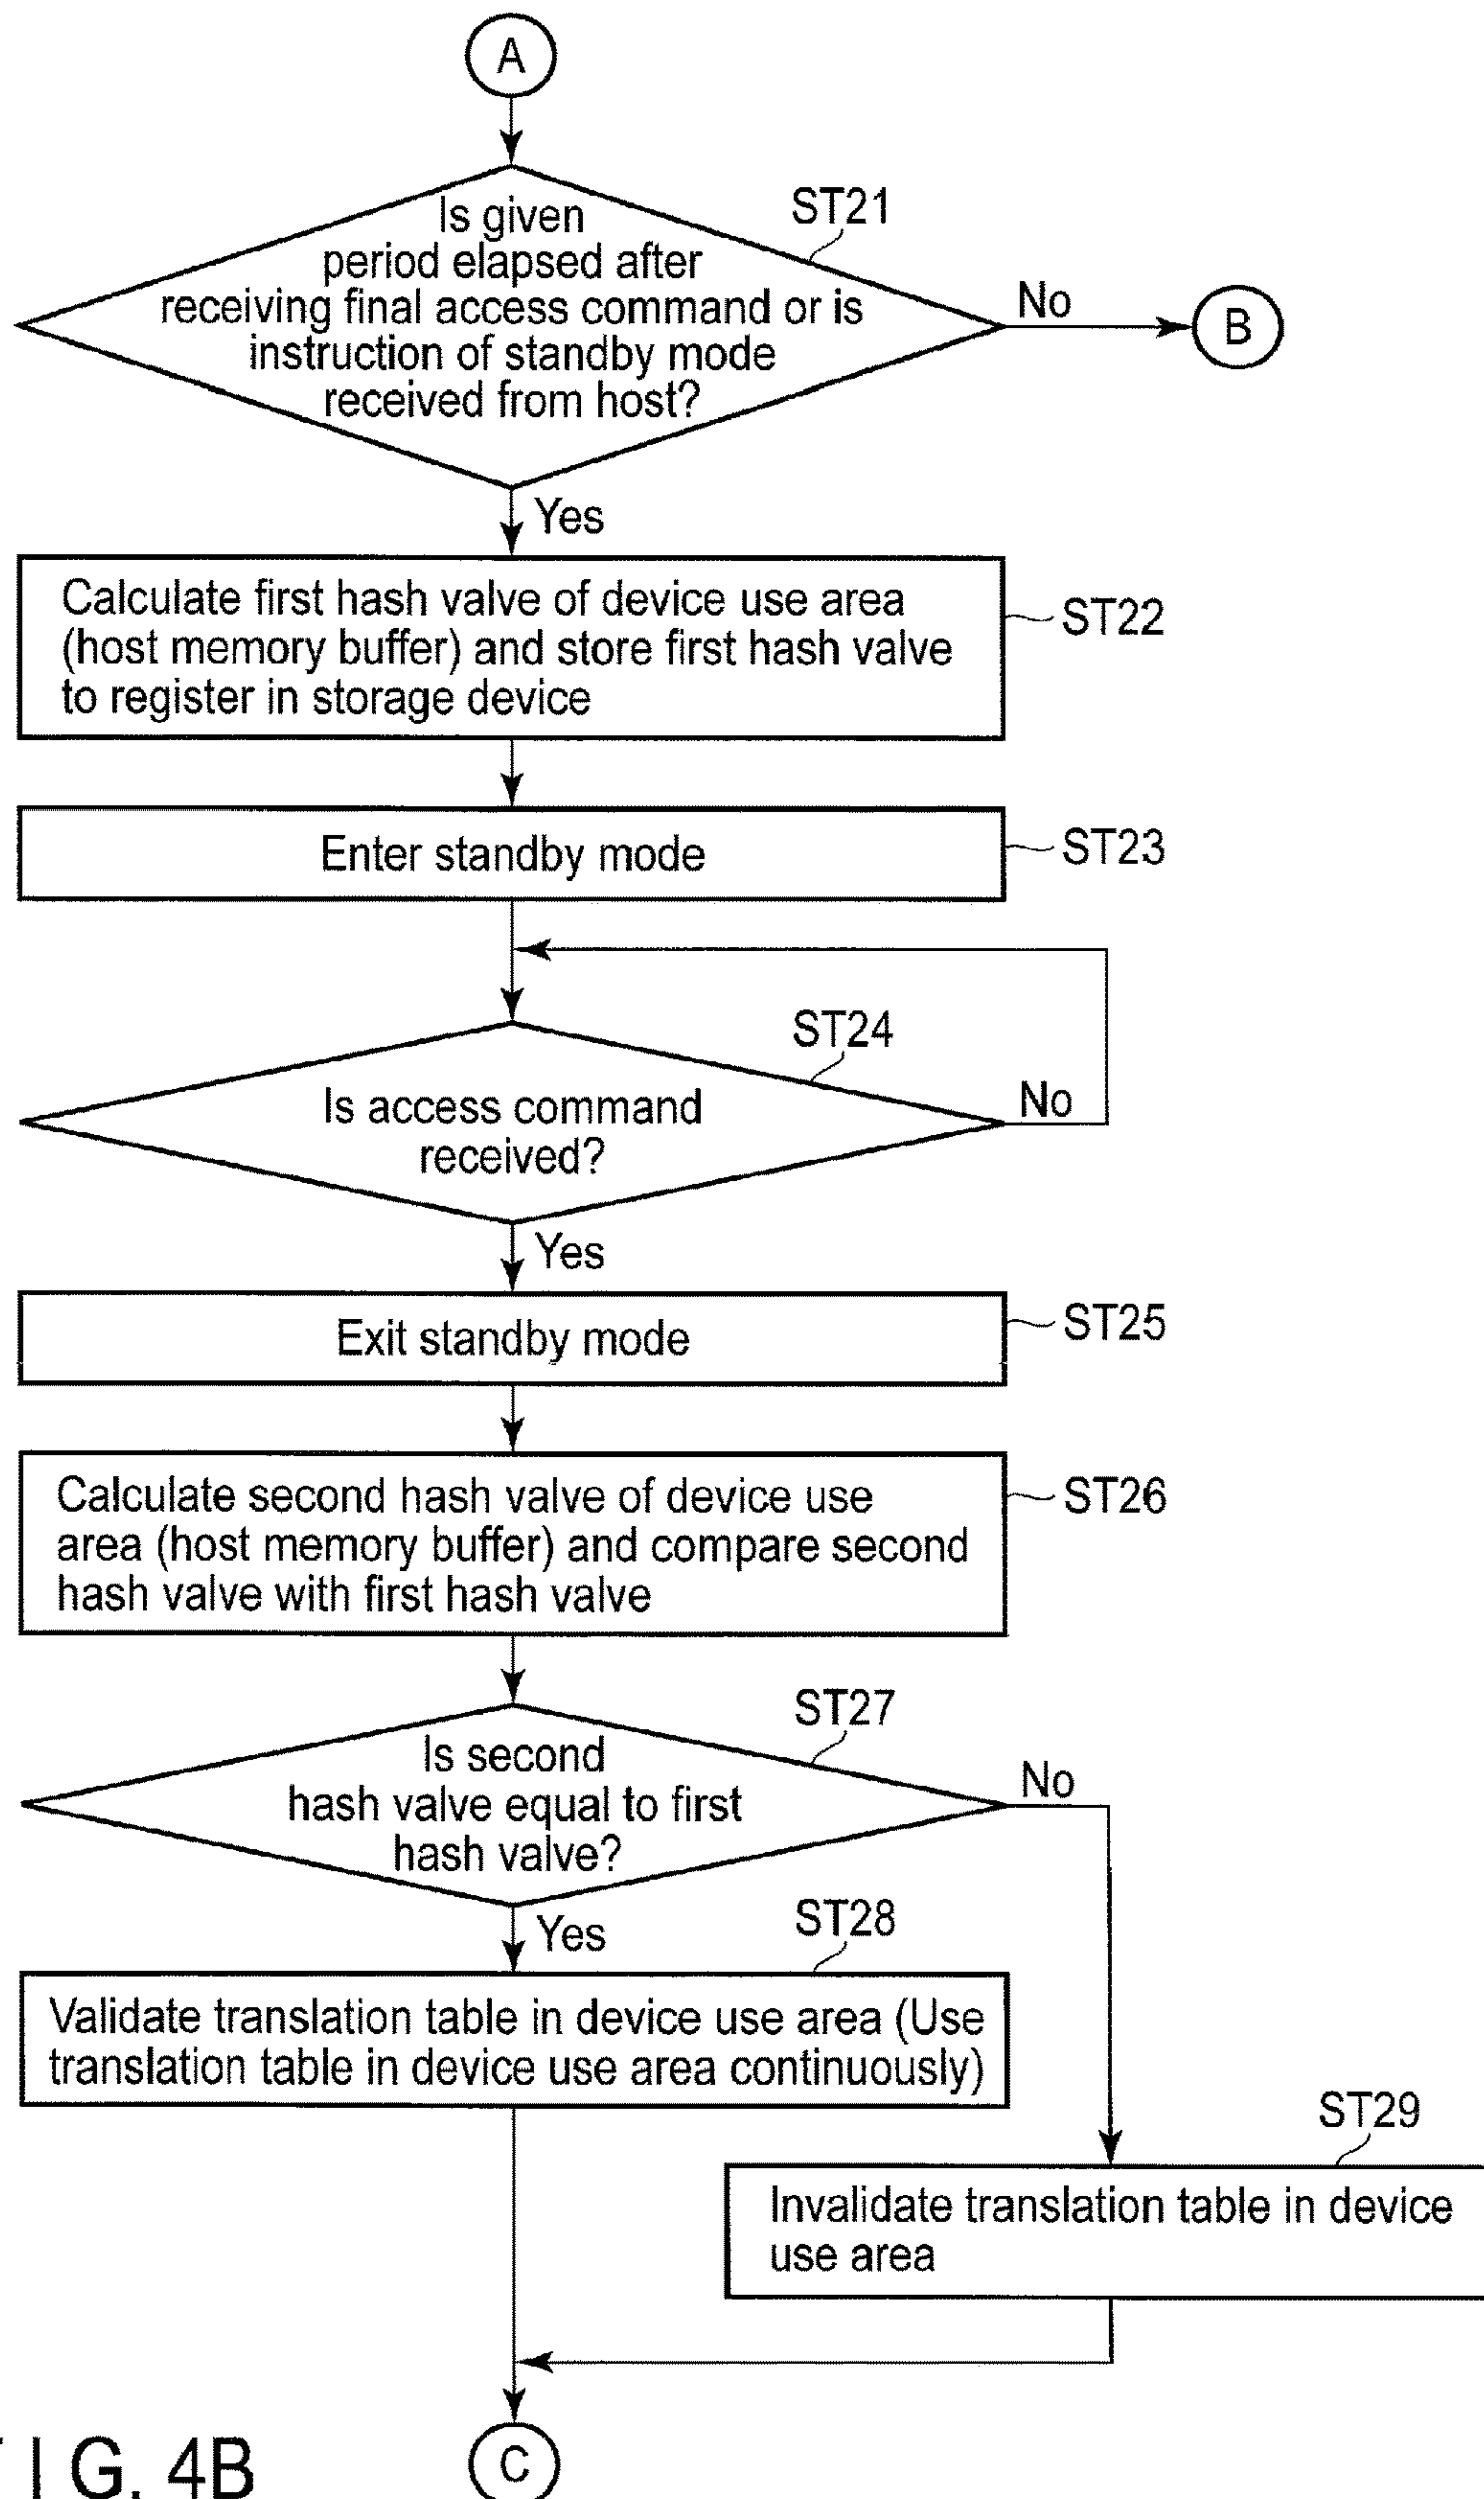 A
ST21
Is given
period elapsed after
receiving final access command or is
instruction of standby mode
received from host?
No
B
Yes
Calculate first hash valve of device use area
(host memory buffer) and store first hash valve
to register in storage device
ST22
Enter standby mode
ST23
ST24
Is access command
received?
No
Yes
Exit standby mode
ST25
Calculate second hash valve of device use
area (host memory buffer) and compare second
hash valve with first hash valve
ST26
ST27
Is second
hash valve equal to first
hash valve?
No
Yes
ST28
Validate translation table in device use area (Use
translation table in device use area continuously)
ST29
Invalidate translation table in device
use area
C
IG. 4B